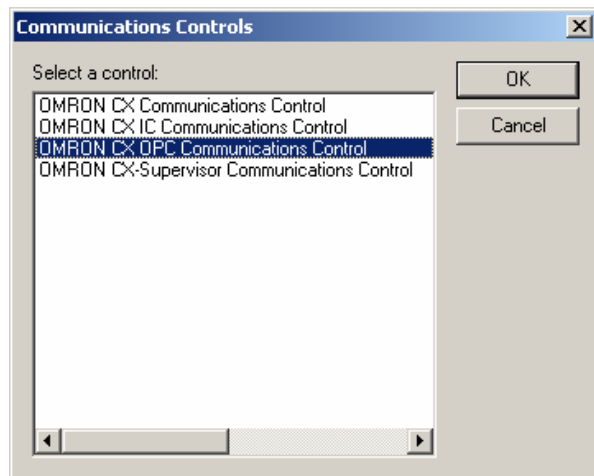 Communications Controls
Select a control:
OK
OMRON CX Communications Control
OMRON CX IC Communications Control
Cancel
OMRON CX OPC Communications Control
OMRON CX-Supervisor Communications Control